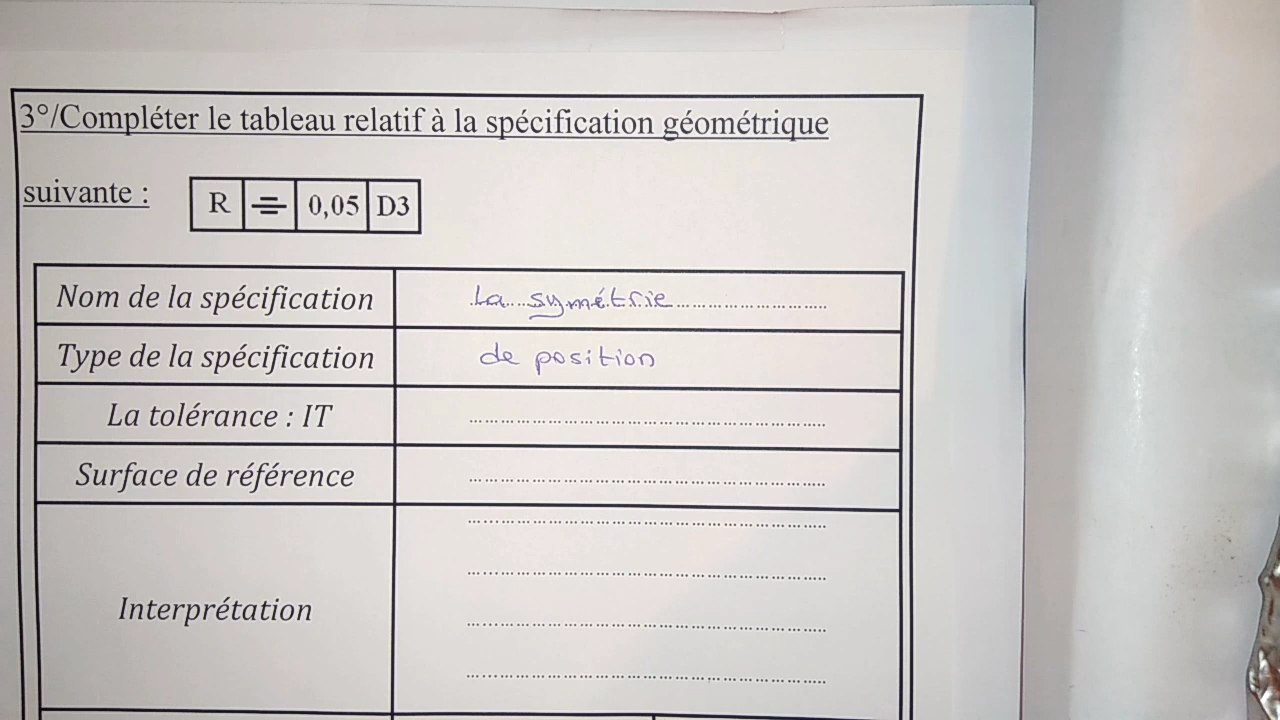 3°/Compléter le tableau relatif à la spécification géométrique
suivante :
R ⌯ 0,05 D3
Nom de la spécification La symétrie
Type de la spécification de position
La tolérance : IT
Surface de référence
Interprétation